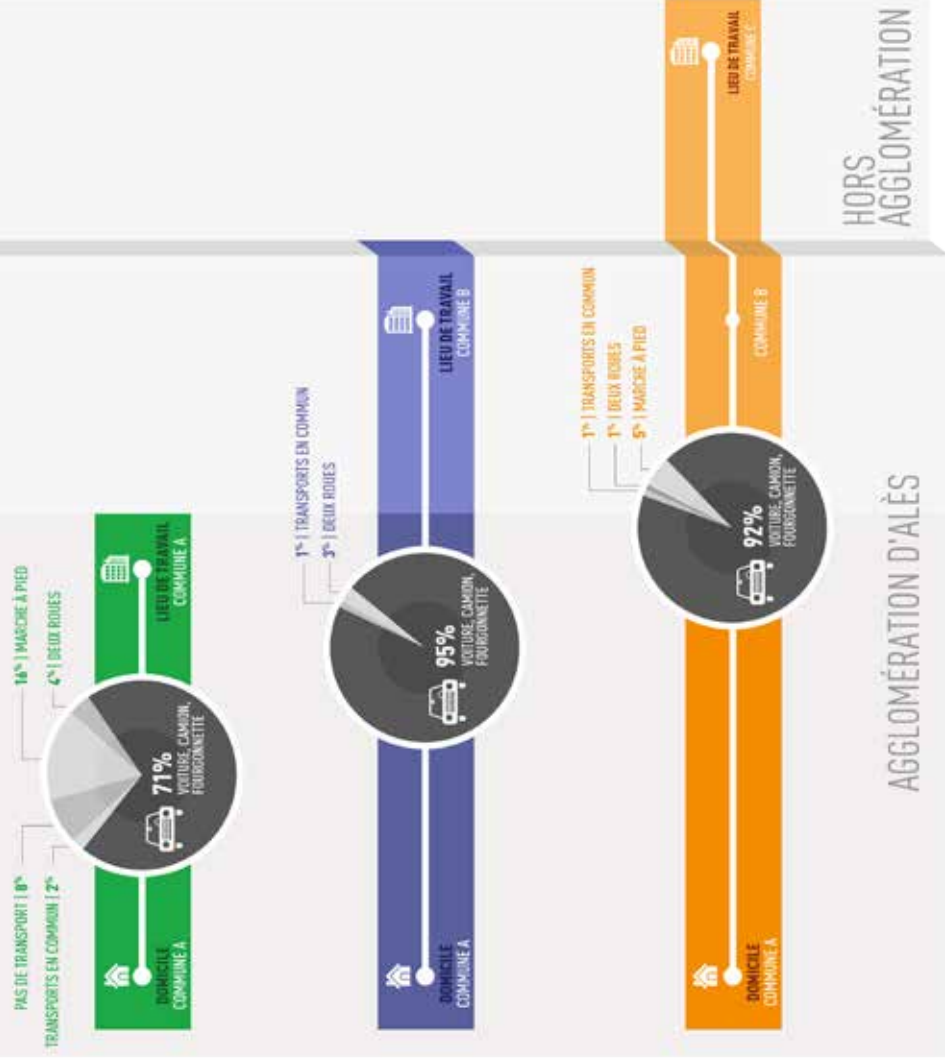 PAS DE TRANSPORT | 8%
TRANSPORTS EN COMMUN | 2%
16% | MARCHE À PIED
4% | DEUX ROUES
71%
VOITURE, CAMION,
FOURGONNETTE
DOMICILE
COMMUNE A
LIEU DE TRAVAIL
COMMUNE A
1% | TRANSPORTS EN COMMUN
3% | DEUX ROUES
95%
VOITURE, CAMION,
FOURGONNETTE
DOMICILE
COMMUNE A
LIEU DE TRAVAIL
COMMUNE B
1% | TRANSPORTS EN COMMUN
1% | DEUX ROUES
5% | MARCHE À PIED
92%
VOITURE, CAMION,
FOURGONNETTE
DOMICILE
COMMUNE A
COMMUNE B
LIEU DE TRAVAIL
COMMUNE C
AGGLOMÉRATION D'ALÈS
HORS
AGGLOMÉRATION